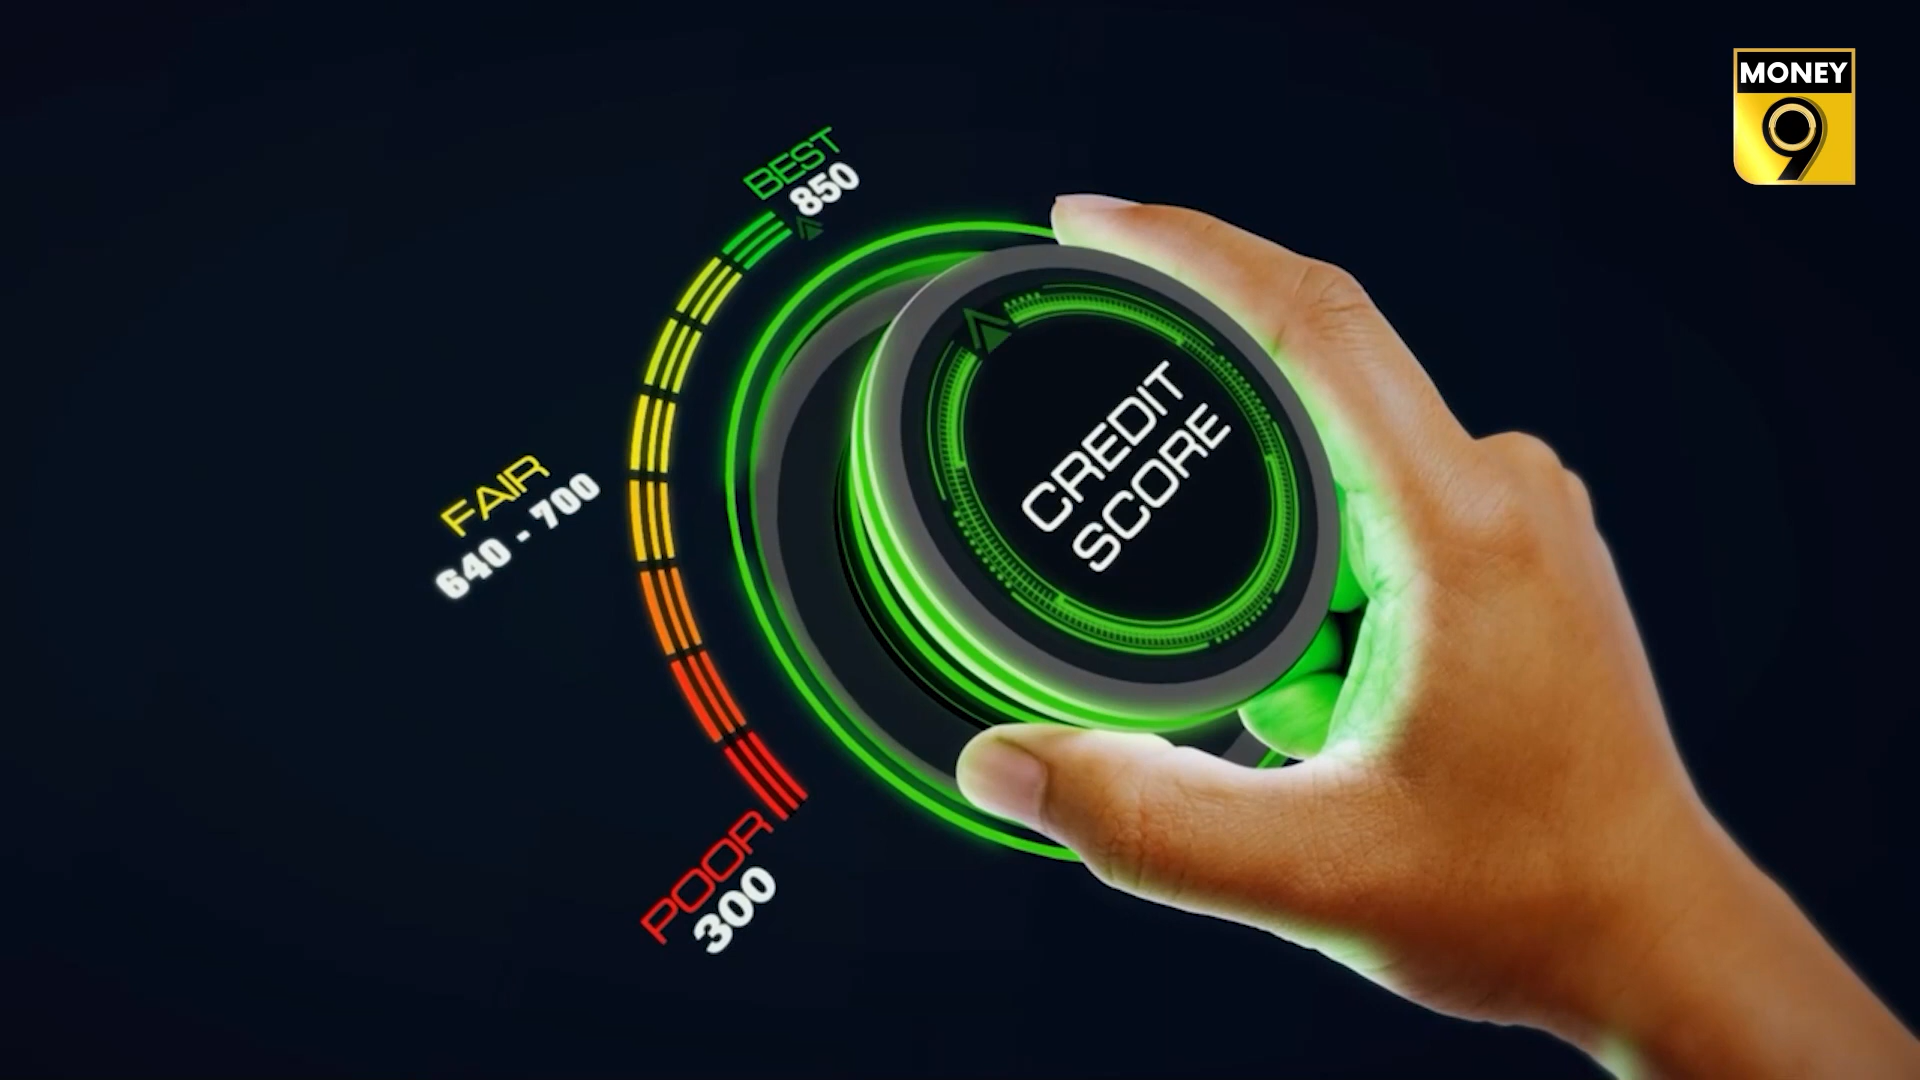 MONEY
9
BEST
850
FAIR
640 - 700
POOR
300
CREDIT
SCORE